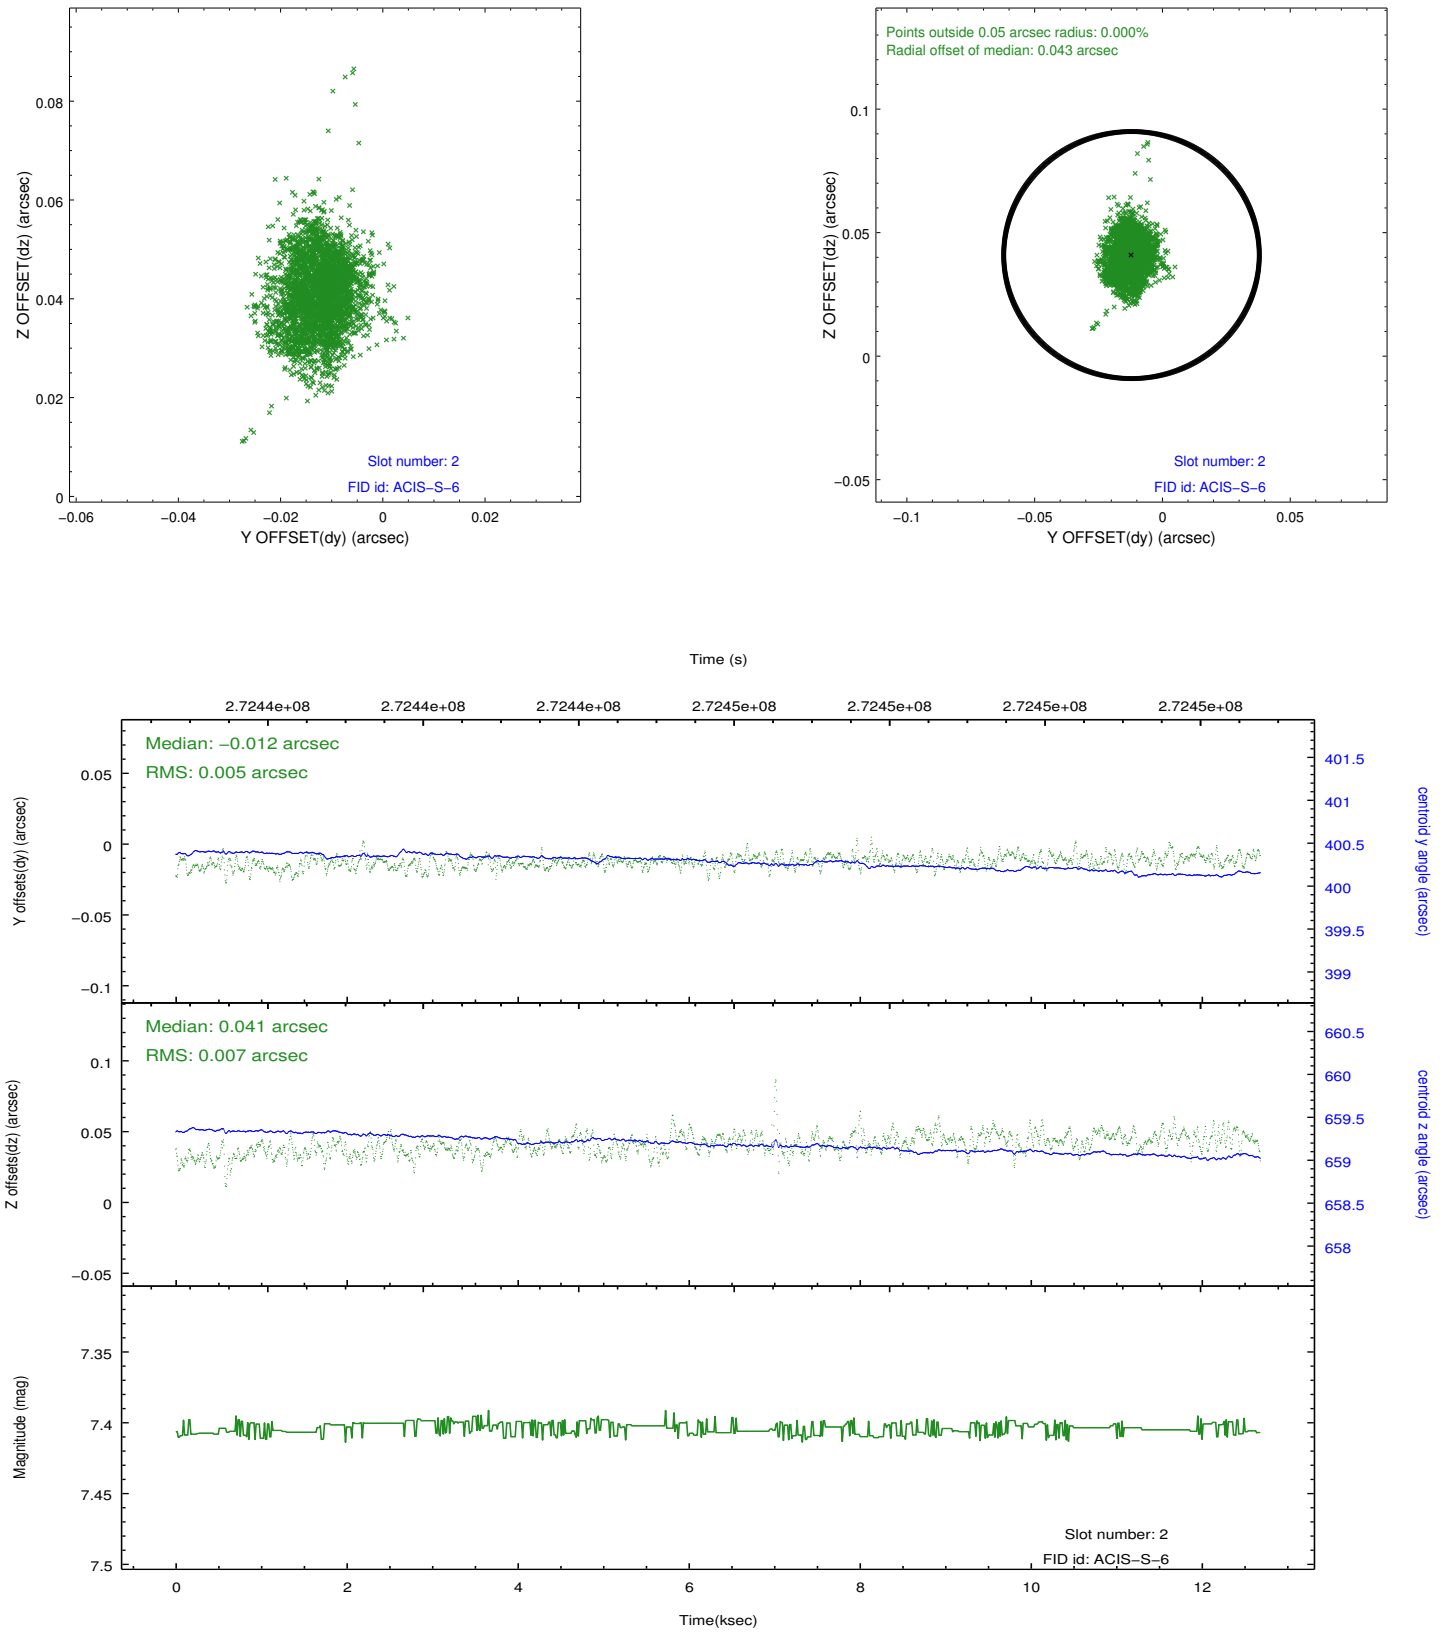 0.08
0.06
0.04
0.02
0
Z OFFSET(dz) (arcsec)
Slot number: 2
FID id: ACIS−S−6
−0.06 −0.04 −0.02 0 0.02
Y OFFSET(dy) (arcsec)
Points outside 0.05 arcsec radius: 0.000%
Radial offset of median: 0.043 arcsec
0.1
0.05
0
−0.05
Z OFFSET(dz) (arcsec)
Slot number: 2
FID id: ACIS−S−6
−0.1 −0.05 0 0.05
Y OFFSET(dy) (arcsec)
Time (s)
2.7244e+08 2.7244e+08 2.7244e+08 2.7245e+08 2.7245e+08 2.7245e+08 2.7245e+08
Median: −0.012 arcsec
RMS: 0.005 arcsec
0.05
0
−0.05
−0.1
Y offsets(dy) (arcsec)
401.5
401
400.5
400
399.5
399
centroid y angle (arcsec)
Median: 0.041 arcsec
RMS: 0.007 arcsec
0.1
0.05
0
−0.05
Z offsets(dz) (arcsec)
660.5
660
659.5
659
658.5
658
centroid z angle (arcsec)
7.35
7.4
7.45
7.5
Magnitude (mag)
Slot number: 2
FID id: ACIS−S−6
0 2 4 6 8 10 12
Time(ksec)